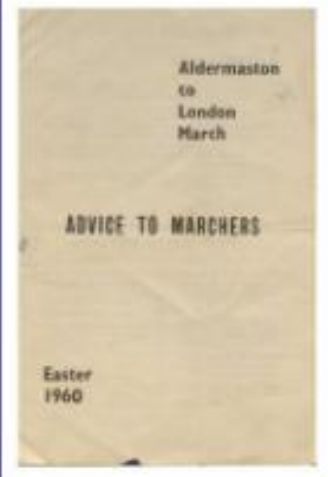 Aldermaston
to
London
March
ADVICE TO MARCHERS
Easter
1960